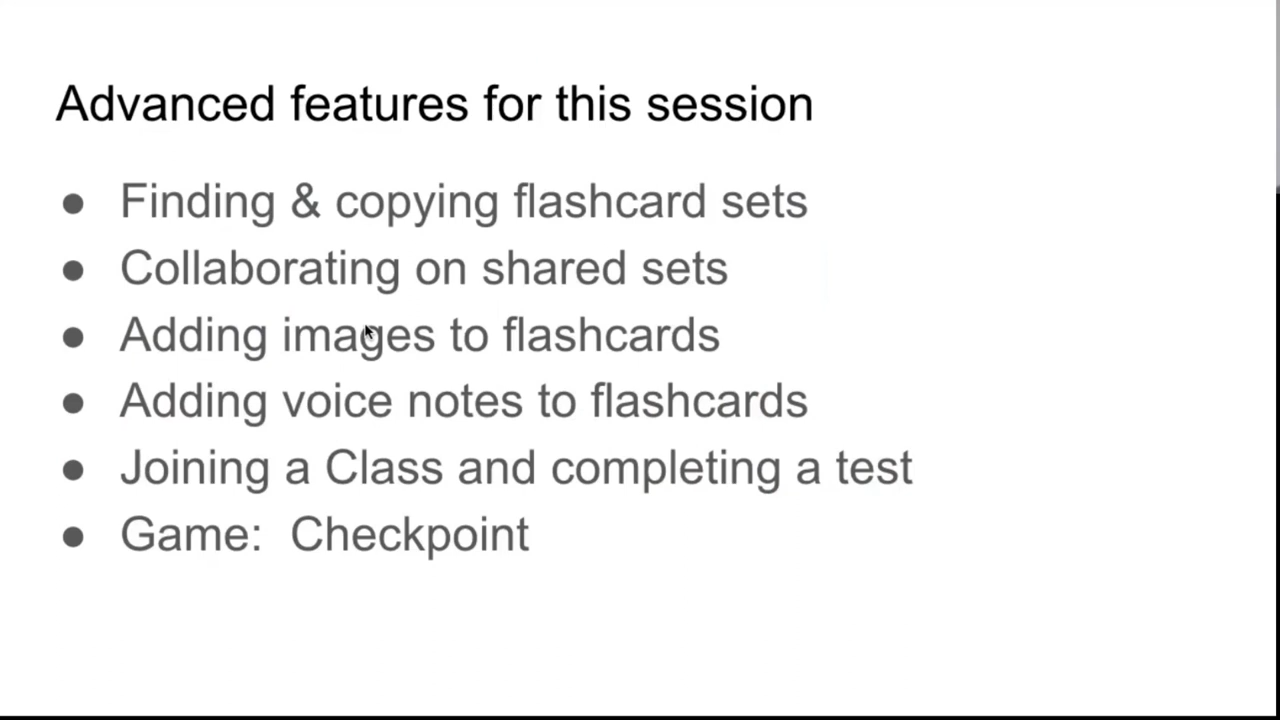 Advanced features for this session
● Finding & copying flashcard sets
● Collaborating on shared sets
● Adding images to flashcards
● Adding voice notes to flashcards
● Joining a Class and completing a test
● Game:  Checkpoint